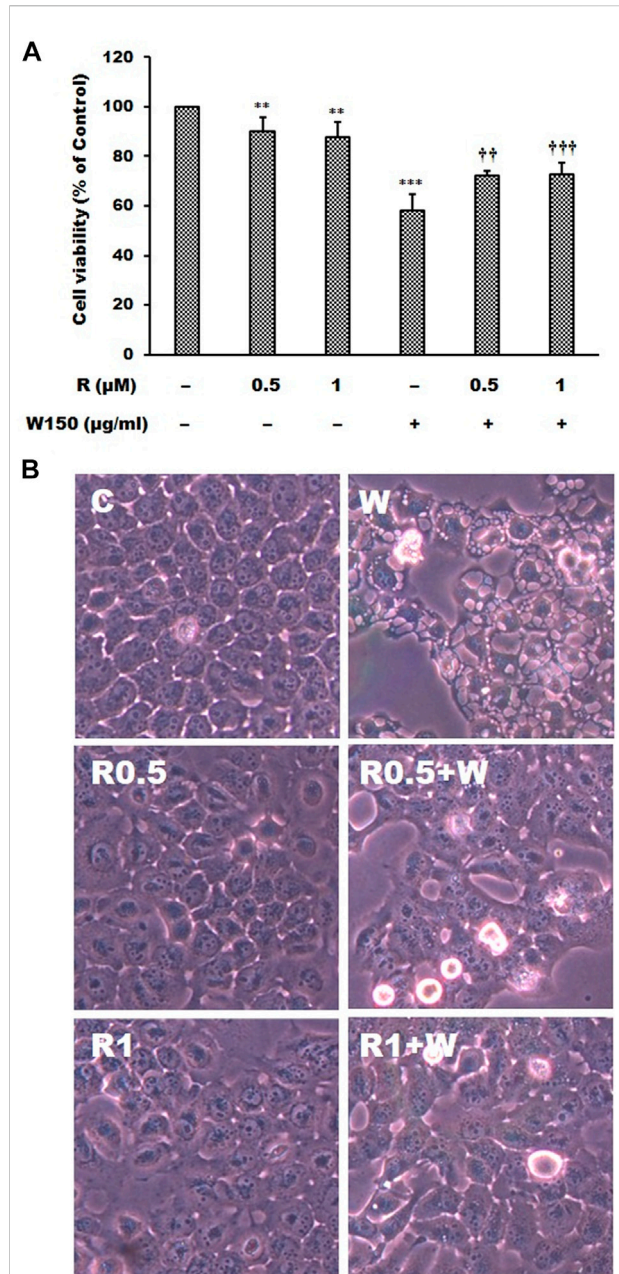 A
Cell viability (% of Control)
120
100
80
60
40
20
0
** ** *** †† †††
R (µM) – 0.5 1 – 0.5 1
W150 (µg/ml) – – – + + +
B
C W
R0.5 R0.5+W
R1 R1+W